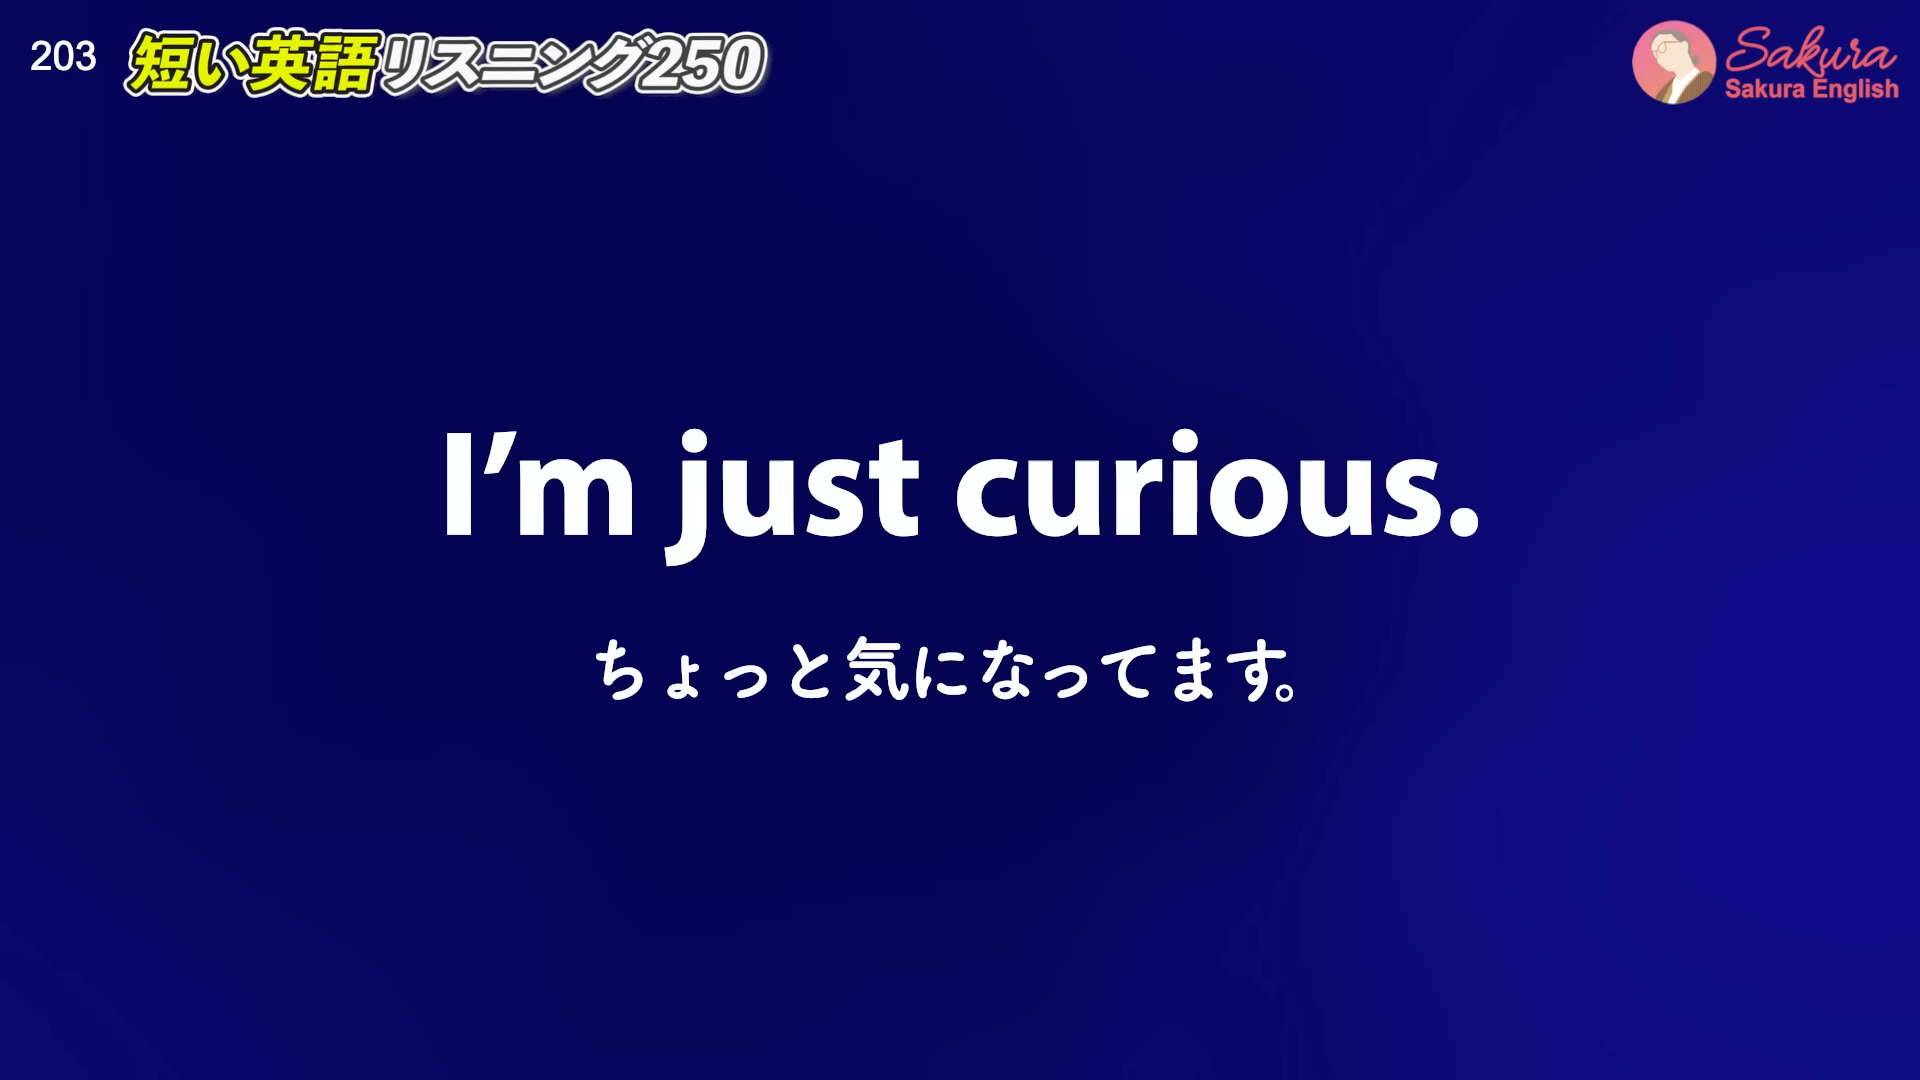 203
短い英語リスニング250
Sakura
Sakura English
I’m just curious.
ちょっと気になってます。